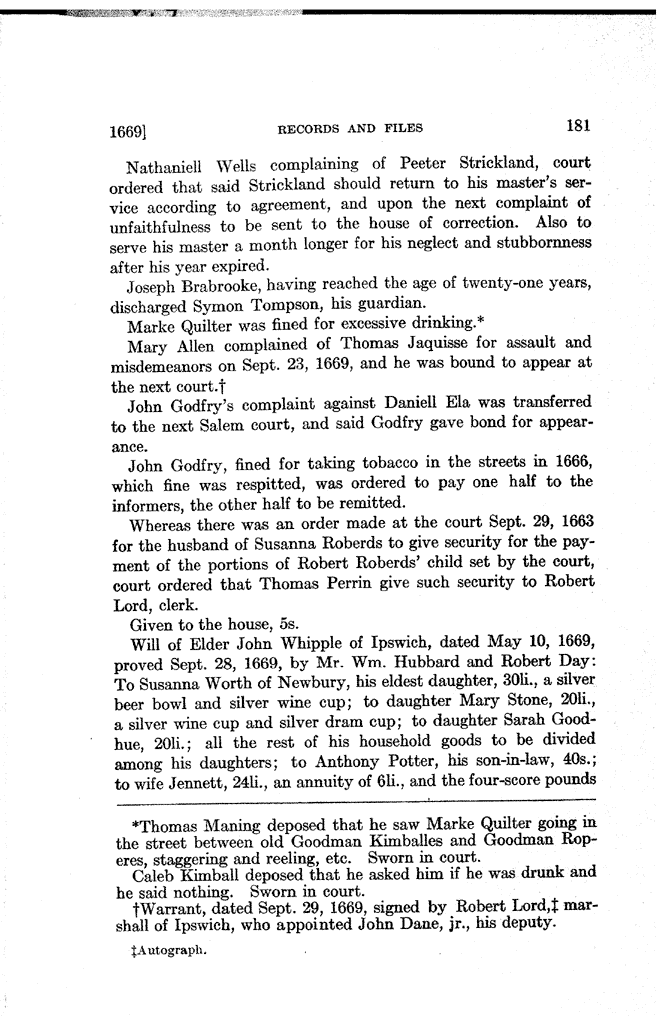 1669] RECORDS AND FILES 181
Nathaniell Wells complaining of Peeter Strickland, court
ordered that said Strickland should return to his master's ser-
vice according to agreement, and upon the next complaint of
unfaithfulness to be sent to the house of correction. Also to
serve his master a month longer for his neglect and stubbornness
after his year expired.
Joseph Brabrooke, having reached the age of twenty-one years,
discharged Symon Tompson, his guardian.
Marke Quilter was fined for excessive drinking.*
Mary Allen complained of Thomas Jaquisse for assault and
misdemeanors on Sept. 23, 1669, and he was bound to appear at
the next court.†
John Godfry's complaint against Daniell Ela was transferred
to the next Salem court, and said Godfry gave bond for appear-
ance.
John Godfry, fined for taking tobacco in the streets in 1666,
which fine was respitted, was ordered to pay one half to the
informers, the other half to be remitted.
Whereas there was an order made at the court Sept. 29, 1663
for the husband of Susanna Roberds to give security for the pay-
ment of the portions of Robert Roberds' child set by the court,
court ordered that Thomas Perrin give such security to Robert
Lord, clerk.
Given to the house, 5s.
Will of Elder John Whipple of Ipswich, dated May 10, 1669,
proved Sept. 28, 1669, by Mr. Wm. Hubbard and Robert Day:
To Susanna Worth of Newbury, his eldest daughter, 30li., a silver
beer bowl and silver wine cup; to daughter Mary Stone, 20li.,
a silver wine cup and silver dram cup; to daughter Sarah Good-
hue, 20li.; all the rest of his household goods to be divided
among his daughters; to Anthony Potter, his son-in-law, 40s.;
to wife Jennett, 24li., an annuity of 6li., and the four-score pounds
*Thomas Maning deposed that he saw Marke Quilter going in
the street between old Goodman Kimballes and Goodman Rop-
eres, staggering and reeling, etc. Sworn in court.
Caleb Kimball deposed that he asked him if he was drunk and
he said nothing. Sworn in court.
†Warrant, dated Sept. 29, 1669, signed by Robert Lord,‡ mar-
shall of Ipswich, who appointed John Dane, jr., his deputy.
‡Autograph.